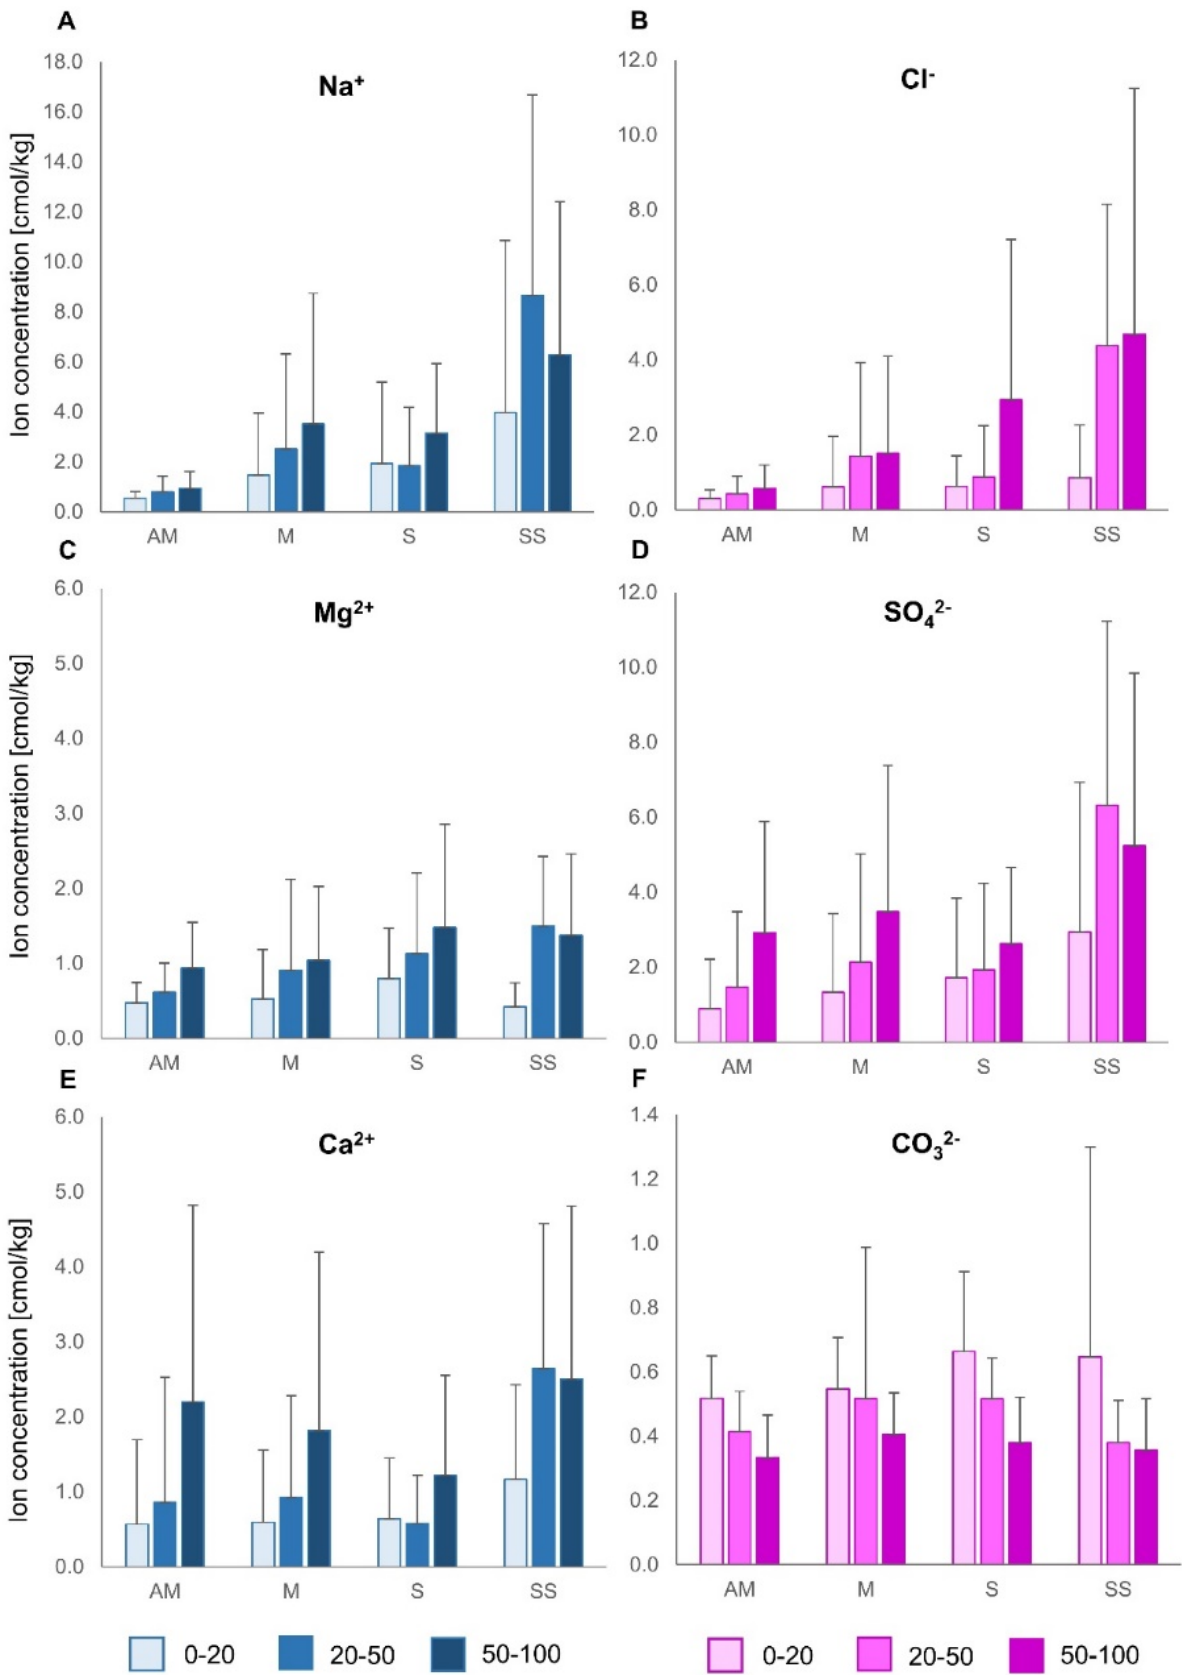 A
Na⁺
Ion concentration [cmol/kg]
18.0
16.0
14.0
12.0
10.0
8.0
6.0
4.0
2.0
0.0
AM M S SS
B
Cl⁻
12.0
10.0
8.0
6.0
4.0
2.0
0.0
AM M S SS
C
Mg²⁺
Ion concentration [cmol/kg]
6.0
5.0
4.0
3.0
2.0
1.0
0.0
AM M S SS
D
SO₄²⁻
12.0
10.0
8.0
6.0
4.0
2.0
0.0
AM M S SS
E
Ca²⁺
Ion concentration [cmol/kg]
6.0
5.0
4.0
3.0
2.0
1.0
0.0
AM M S SS
F
CO₃²⁻
1.4
1.2
1.0
0.8
0.6
0.4
0.2
0.0
AM M S SS
0-20 20-50 50-100
0-20 20-50 50-100